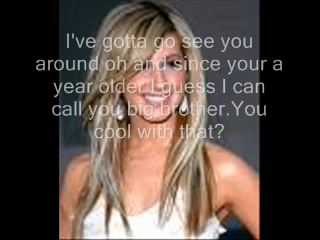 I've gotta go see you
around oh and since your a
year older I guess I can
call you big brother.You
cool with that?